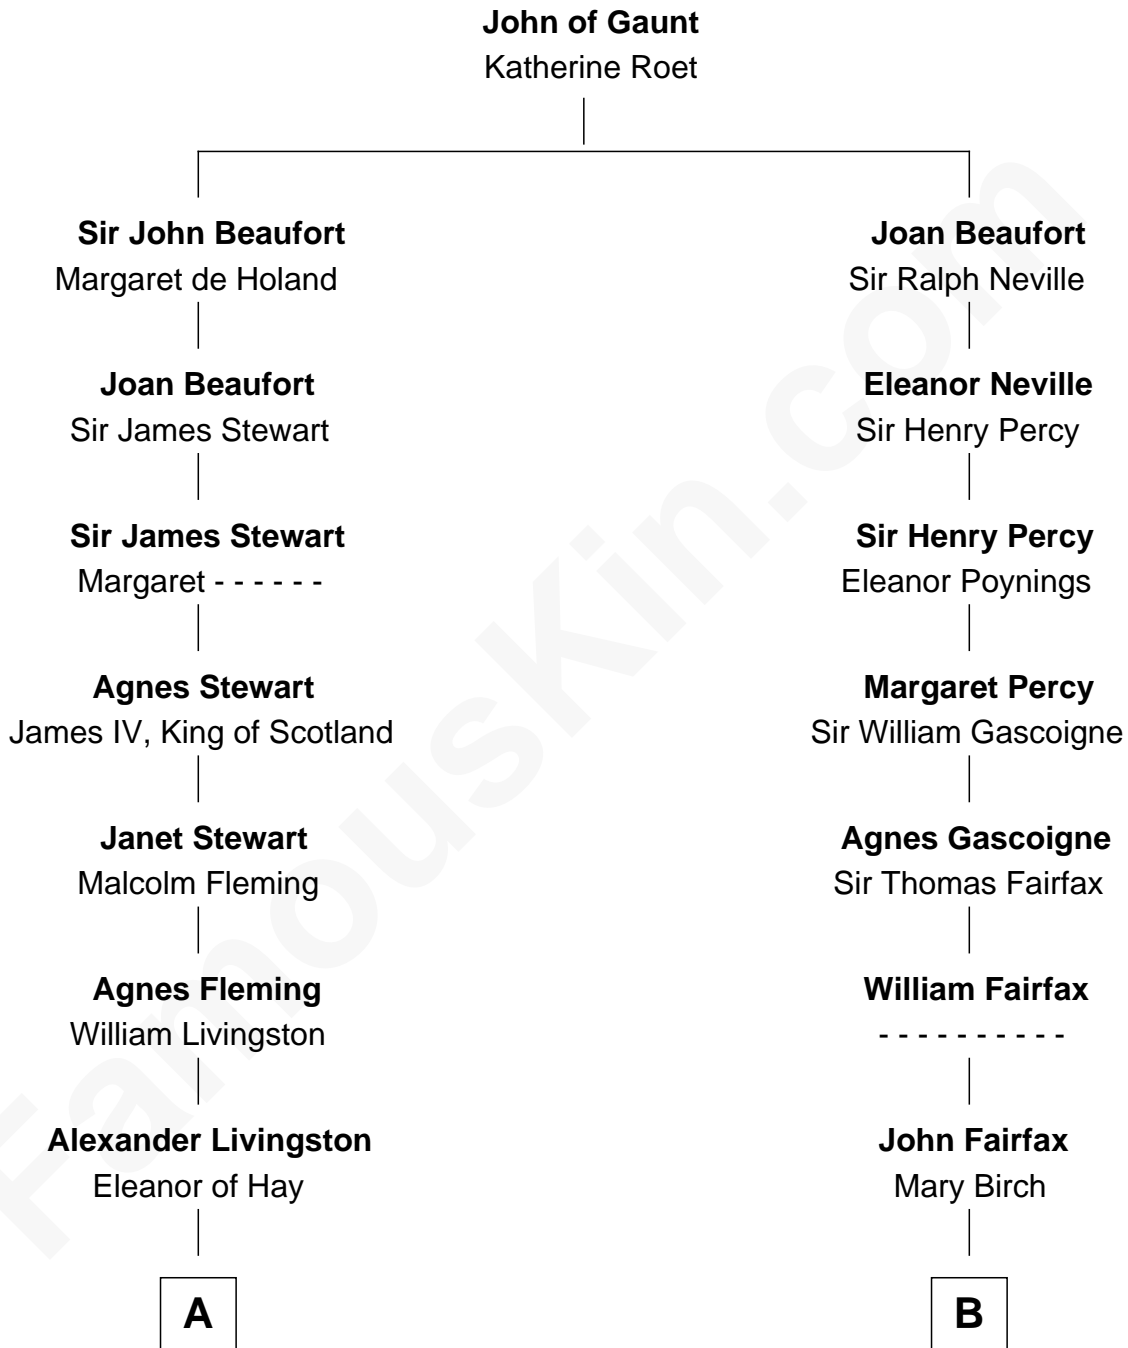 John of Gaunt
Katherine Roet
Sir John Beaufort
Margaret de Holand
Joan Beaufort
Sir James Stewart
Sir James Stewart
Margaret - - - - - -
Agnes Stewart
James IV, King of Scotland
Janet Stewart
Malcolm Fleming
Agnes Fleming
William Livingston
Alexander Livingston
Eleanor of Hay
A
Joan Beaufort
Sir Ralph Neville
Eleanor Neville
Sir Henry Percy
Sir Henry Percy
Eleanor Poynings
Margaret Percy
Sir William Gascoigne
Agnes Gascoigne
Sir Thomas Fairfax
William Fairfax
- - - - - - - - - -
John Fairfax
Mary Birch
B
FamousKin.com